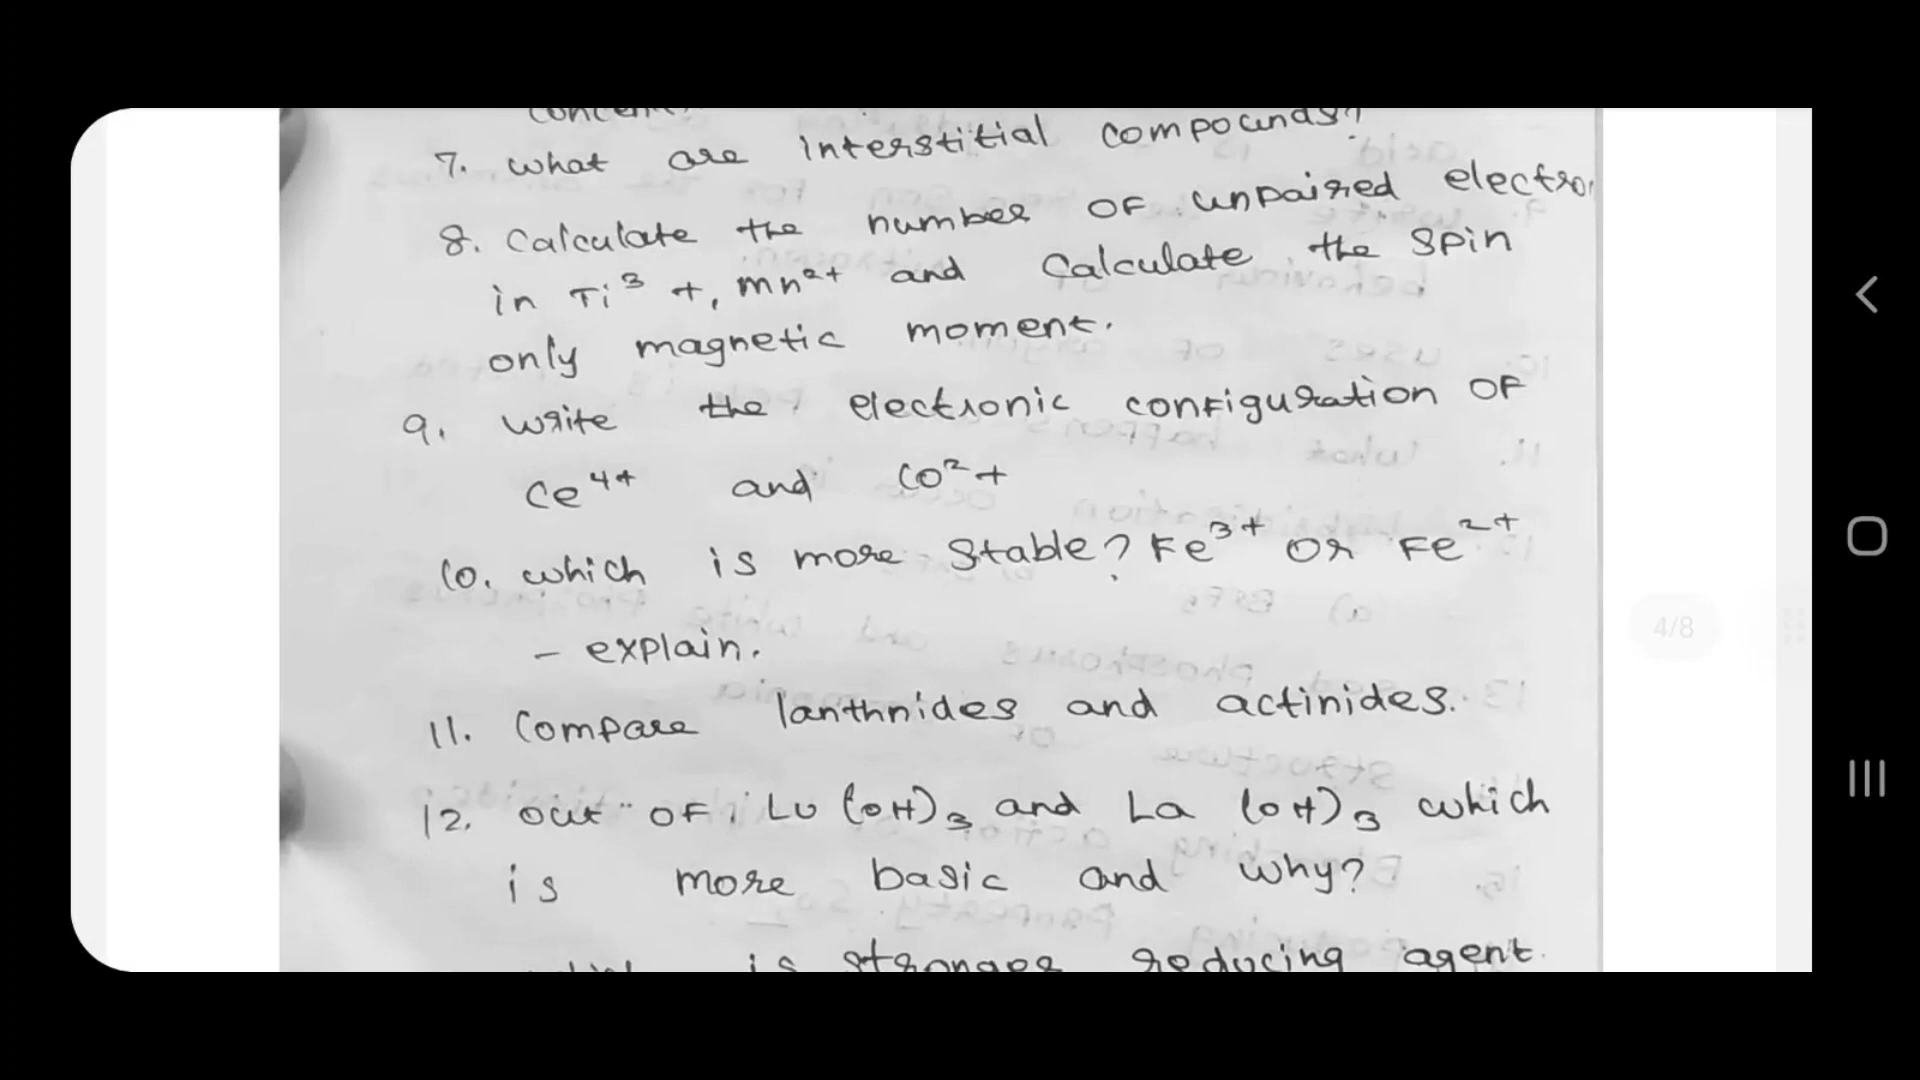 7. what are interstitial compounds?
8. Calculate the number OF unpaired
in Ti3 +, mn2+ and Calculate the spin
only magnetic moment.
9. write the electronic configuration OF
Ce4+ and Co2+
10. which is more stable? Fe3+ or Fe2+
- explain.
11. Compare lanthnides and actinides.
12. out of Lu (OH)3 and La (OH)3 which
is more basic and why?
is stronger reducing agent.
4/8